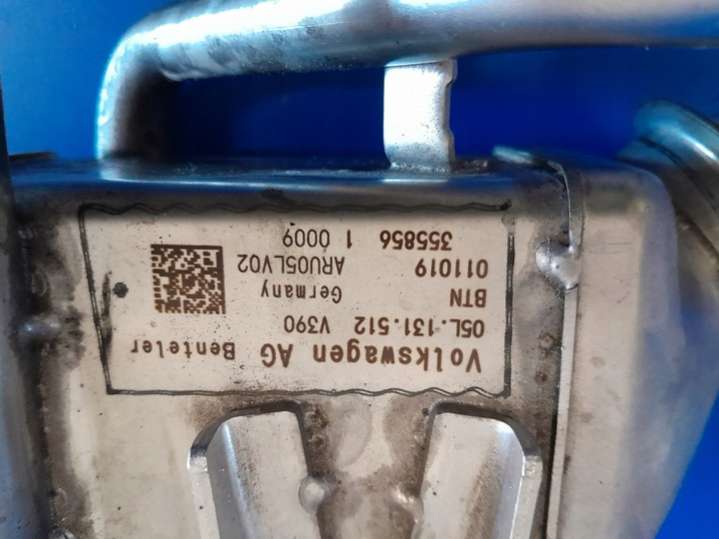 Volkswagen AG Benteler
05L.131.512 V390
BTN Germany
011019 ARU05LV02
355856 1 0009